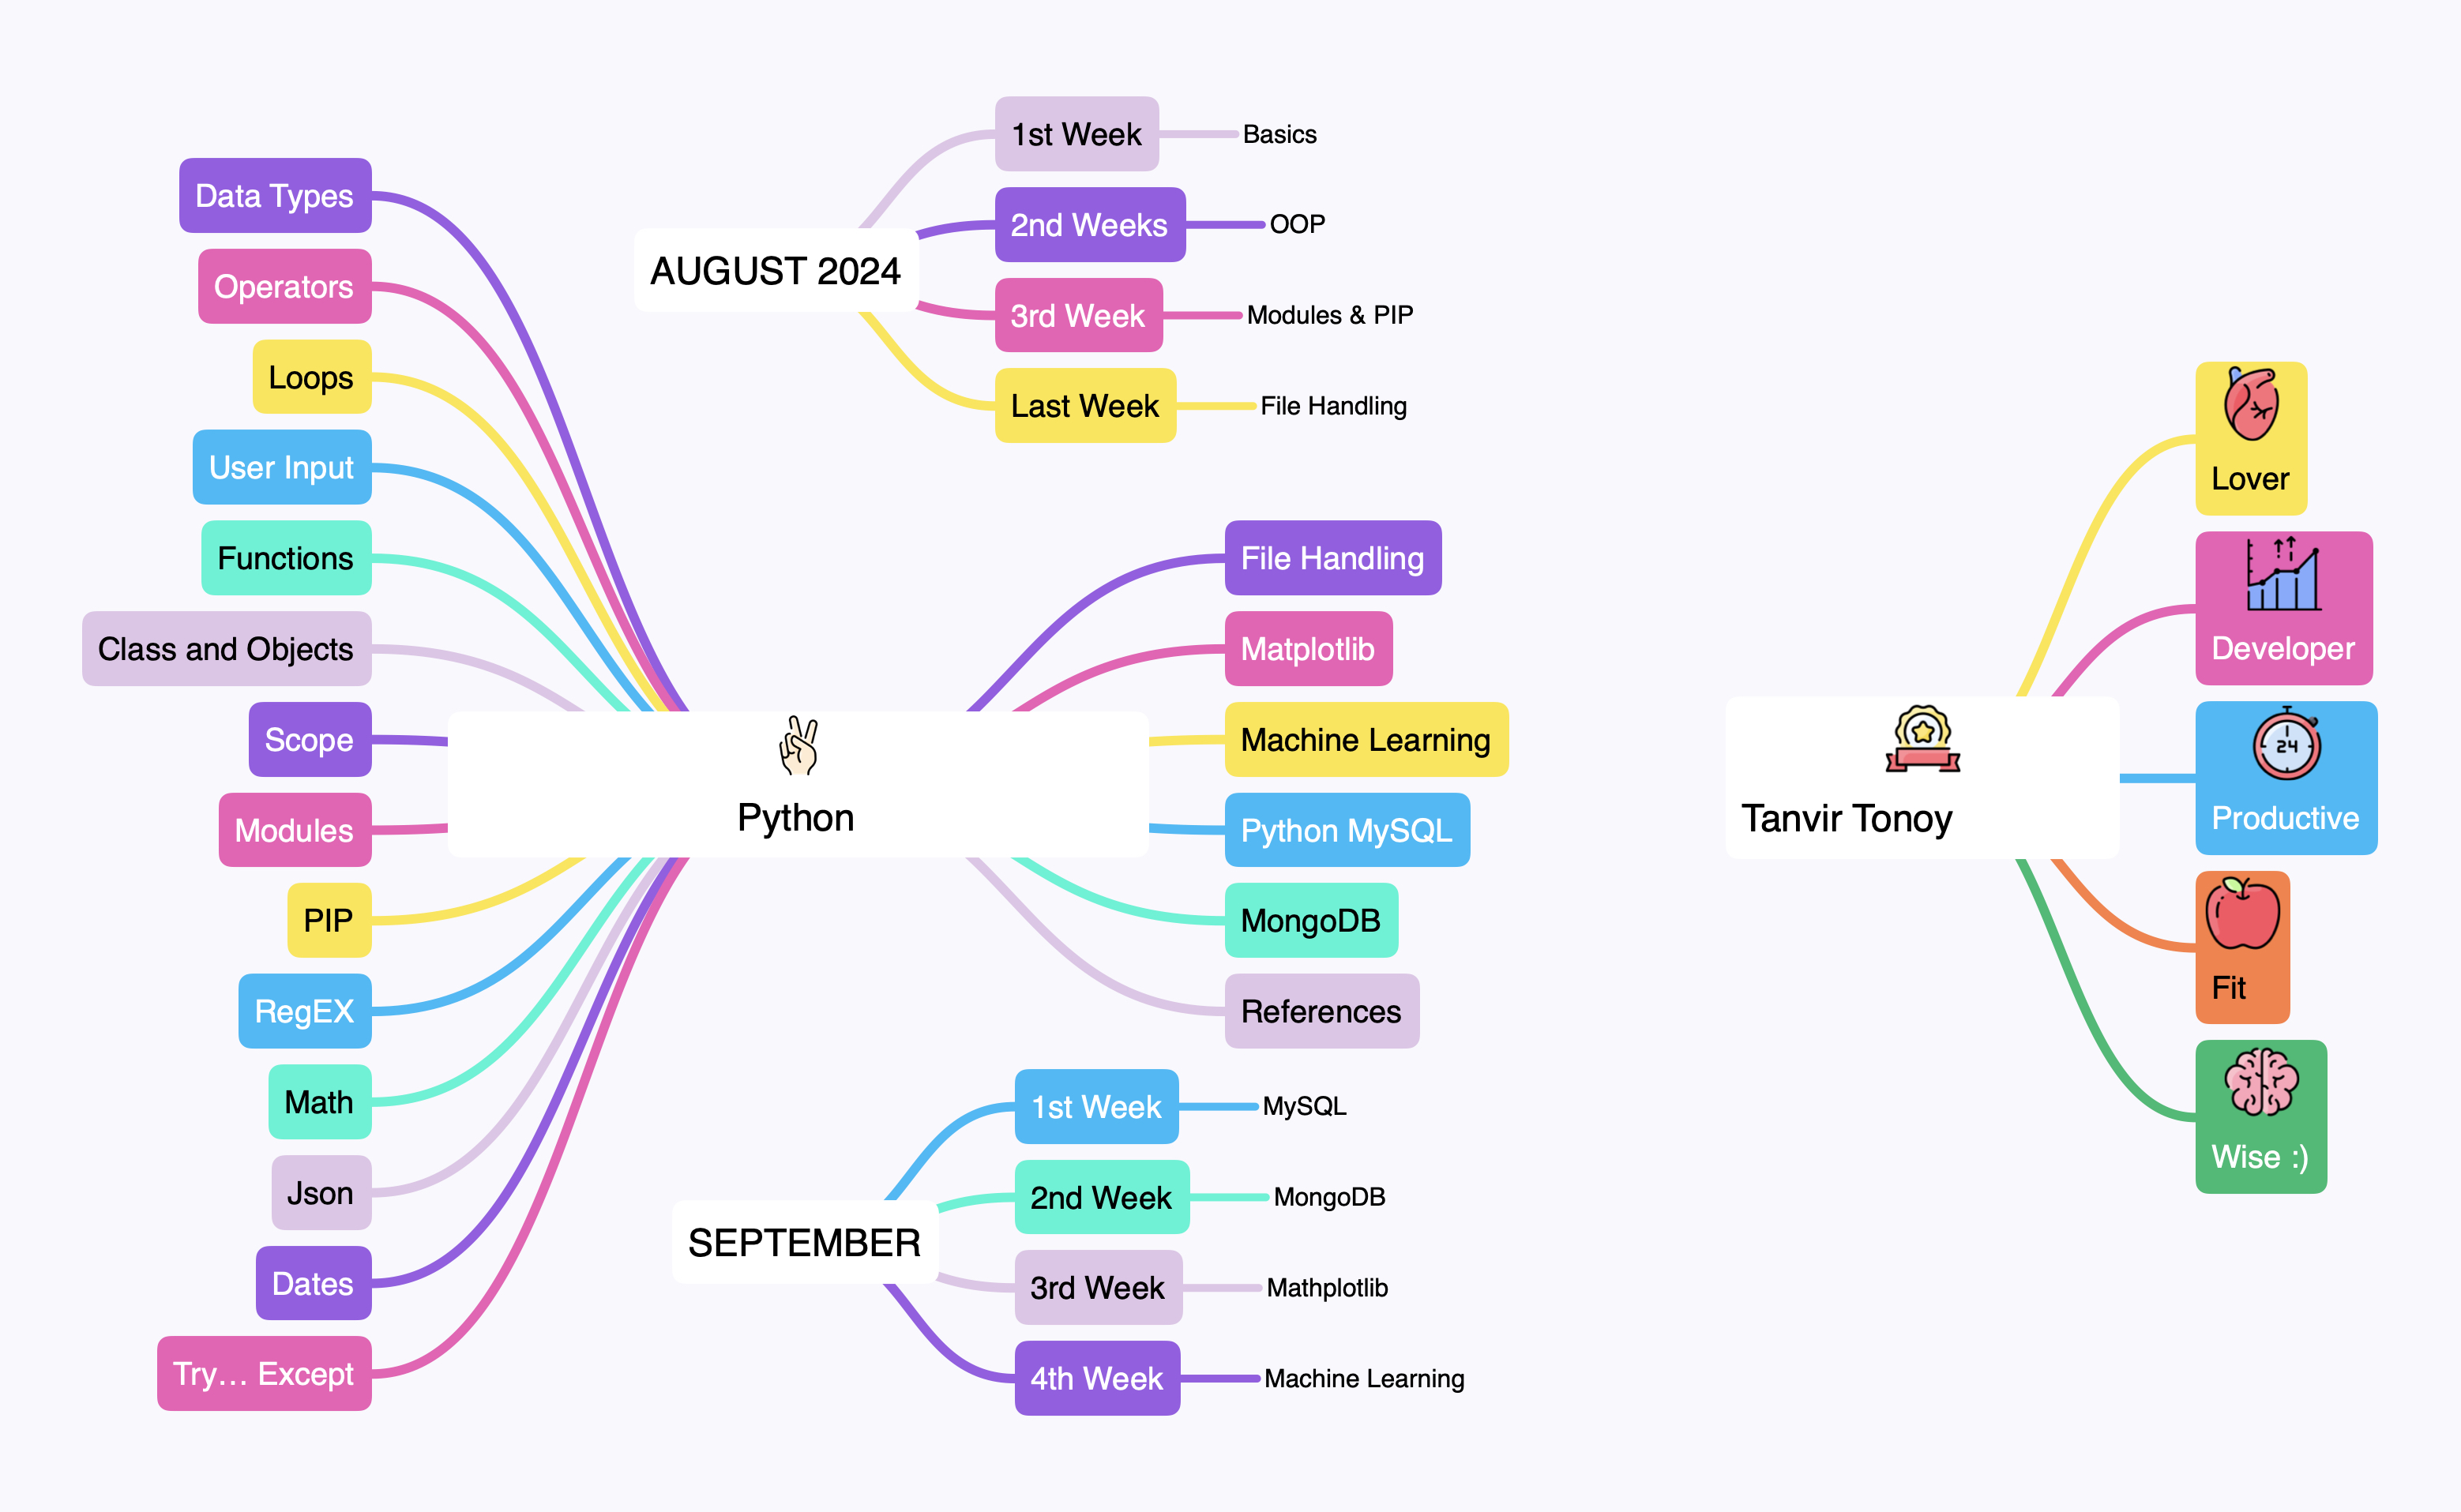 AUGUST 2024
1st Week
Basics
2nd Weeks
OOP
3rd Week
Modules & PIP
Last Week
File Handling
Python
Data Types
Operators
Loops
User Input
Functions
Class and Objects
Scope
Modules
PIP
RegEX
Math
Json
Dates
Try... Except
File Handling
Matplotlib
Machine Learning
Python MySQL
MongoDB
References
SEPTEMBER
1st Week
MySQL
2nd Week
MongoDB
3rd Week
Mathplotlib
4th Week
Machine Learning
Tanvir Tonoy
Lover
Developer
24
Productive
Fit
Wise :)